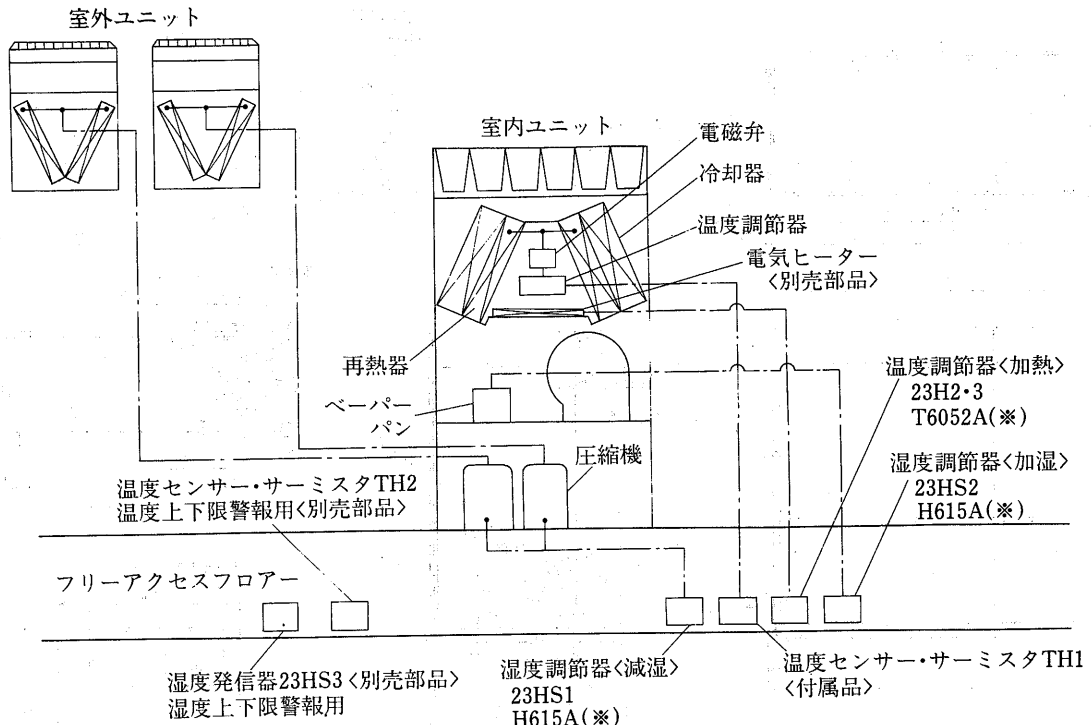 室外ユニット
室内ユニット
電磁弁
冷却器
温度調節器
電気ヒーター
<別売部品>
再熱器
ベーパー
パン
圧縮機
温度調節器<加熱>
23H2・3
T6052A(※)
湿度調節器<加湿>
23HS2
H615A(※)
温度センサー・サーミスタTH2
温度上下限警報用<別売部品>
フリーアクセスフロアー
湿度発信器23HS3<別売部品>
湿度上下限警報用
湿度調節器<減湿>
23HS1
H615A(※)
温度センサー・サーミスタTH1
<付属品>